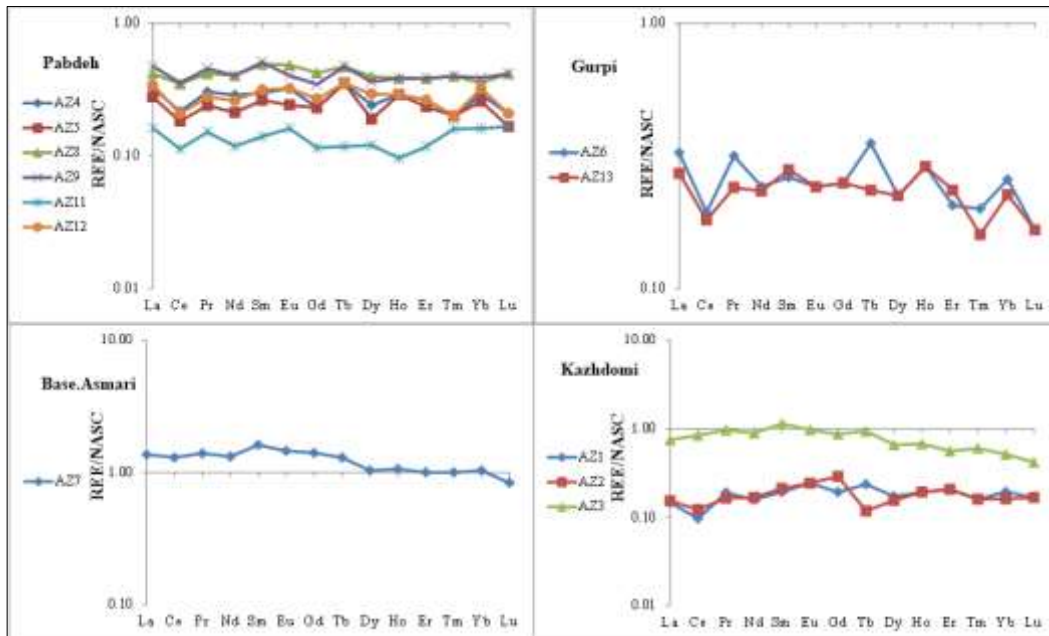 Pabdeh
REE/NASC
1.00
0.10
0.01
AZ4
AZ5
AZ8
AZ9
AZ11
AZ12
La Ce Pr Nd Sm Eu Gd Tb Dy Ho Er Tm Yb Lu
Gurpi
REE/NASC
1.00
0.10
AZ6
AZ13
La Ce Pr Nd Sm Eu Gd Tb Dy Ho Er Tm Yb Lu
Base.Asmari
REE/NASC
10.00
1.00
0.10
AZ7
La Ce Pr Nd Sm Eu Gd Tb Dy Ho Er Tm Yb Lu
Kazhdomi
REE/NASC
10.00
1.00
0.10
0.01
AZ1
AZ2
AZ3
La Ce Pr Nd Sm Eu Gd Tb Dy Ho Er Tm Yb Lu